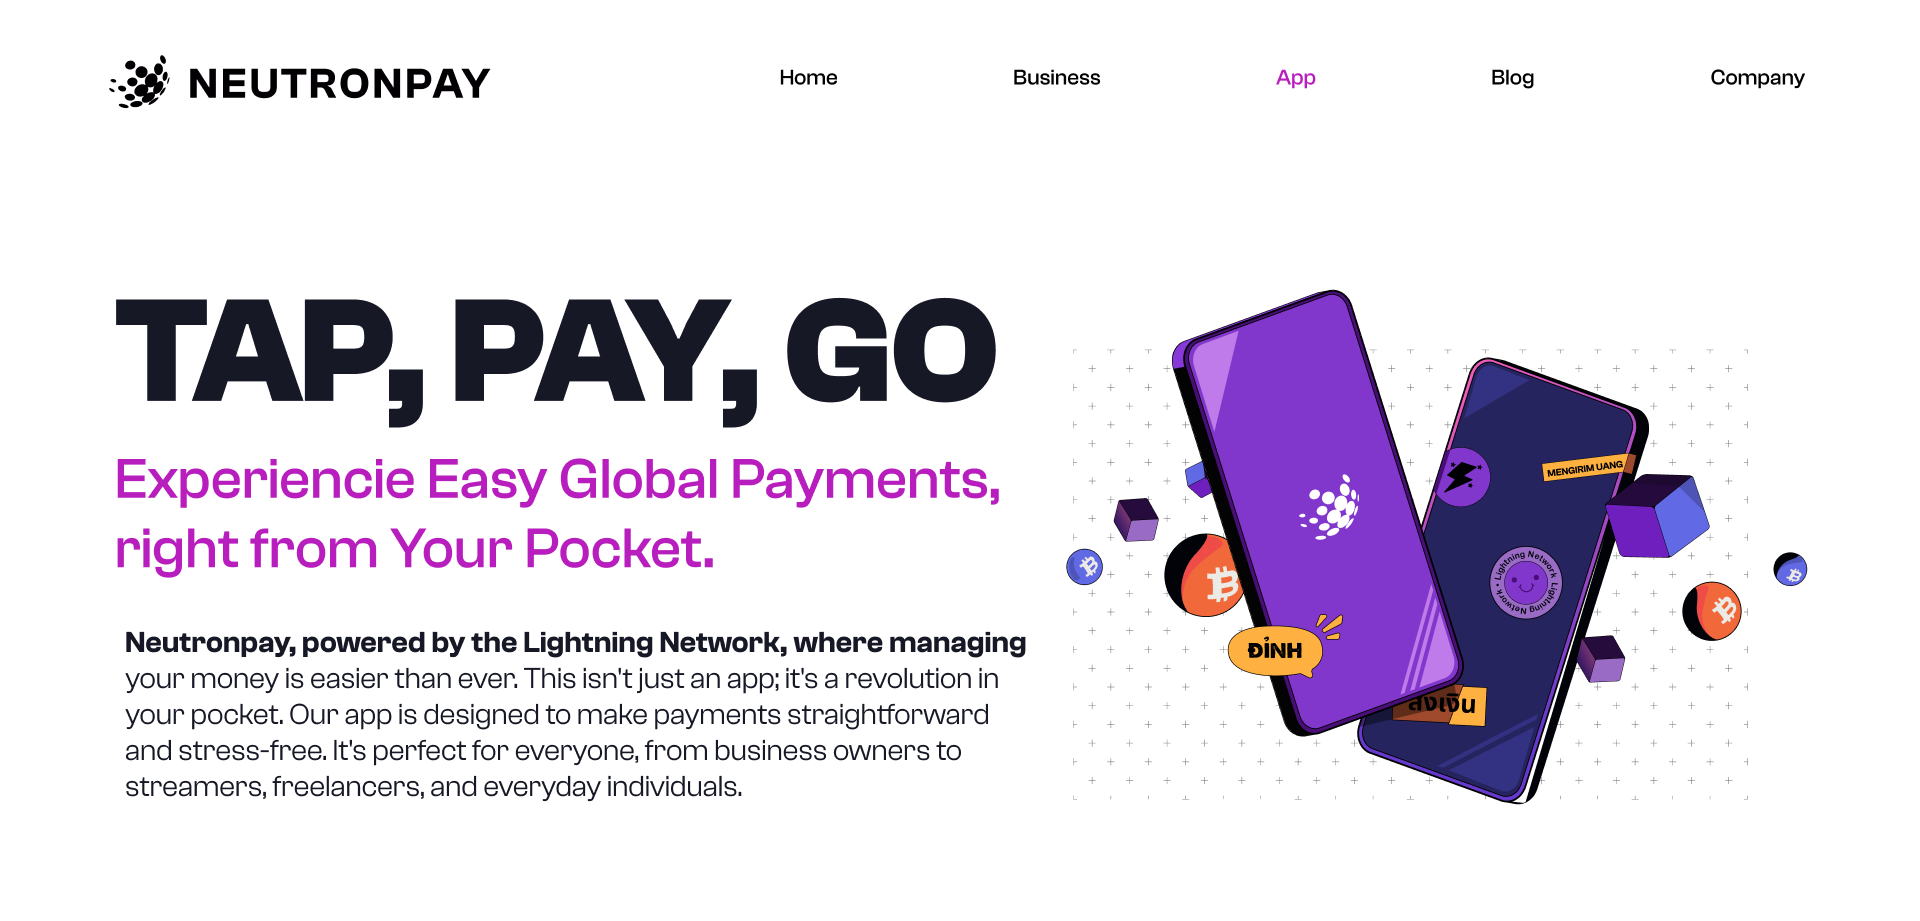 NEUTRONPAY
Home
Business
App
Blog
Company
TAP, PAY, GO
Experiencie Easy Global Payments,
right from Your Pocket.
Neutronpay, powered by the Lightning Network, where managing
your money is easier than ever. This isn't just an app; it's a revolution in
your pocket. Our app is designed to make payments straightforward
and stress-free. It's perfect for everyone, from business owners to
streamers, freelancers, and everyday individuals.
MENGIRIM UANG
Lightning Network • Lightning Network •
ĐỈNH
ส่งเงิน